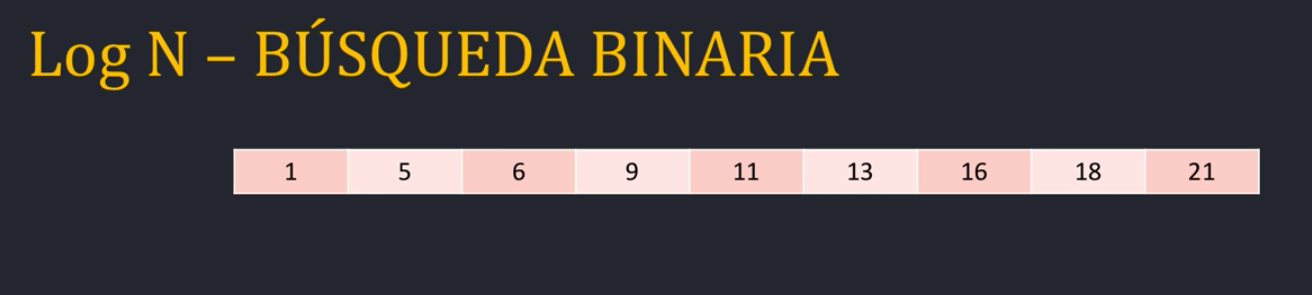 Log N – BÚSQUEDA BINARIA
1 5 6 9 11 13 16 18 21